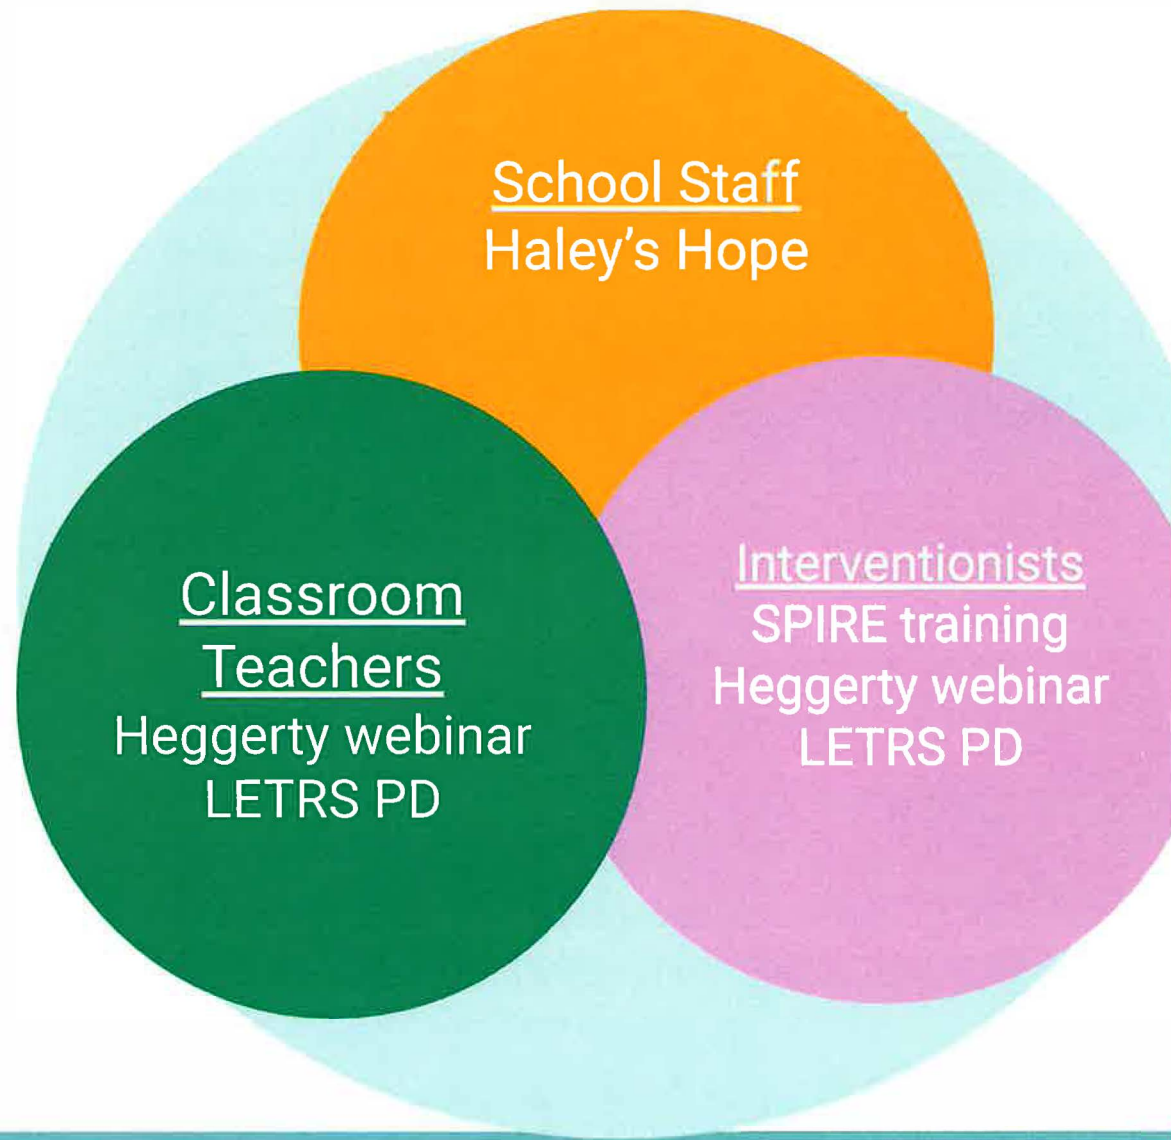 School Staff
Haley's Hope
Classroom
Teachers
Heggerty webinar
LETRS PD
Interventionists
SPIRE training
Heggerty webinar
LETRS PD